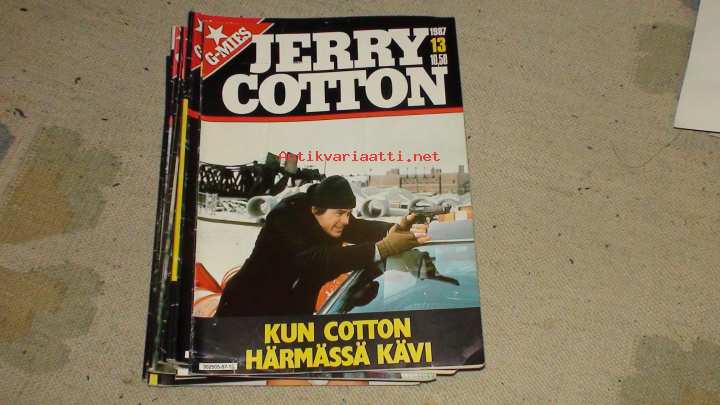 G-MIES
JERRY
COTTON
1987
13
10,50
Antikvariaatti.net
KUN COTTON
HÄRMÄSSÄ KÄVI